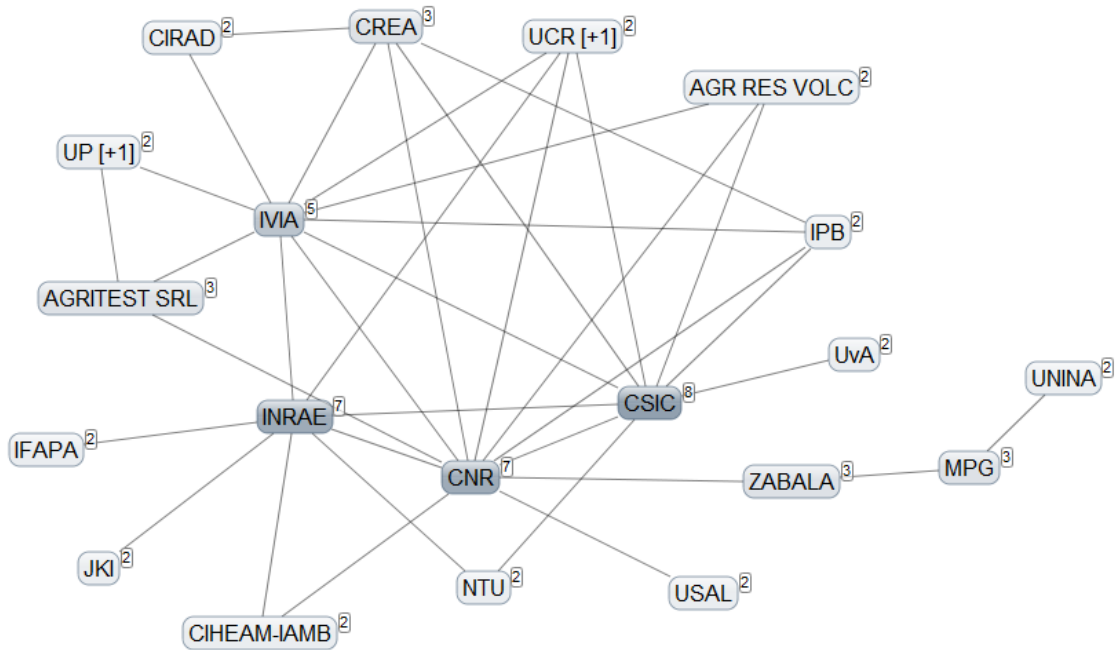 CIRAD 2
CREA 3
UCR [+1] 2
AGR RES VOLC 2
UP [+1] 2
IVIA 5
IPB 2
AGRITEST SRL 3
UvA 2
UNINA 2
CSIC 8
INRAE 7
IFAPA 2
CNR 7
ZABALA 3
MPG 3
JKI 2
NTU 2
USAL 2
CIHEAM-IAMB 2